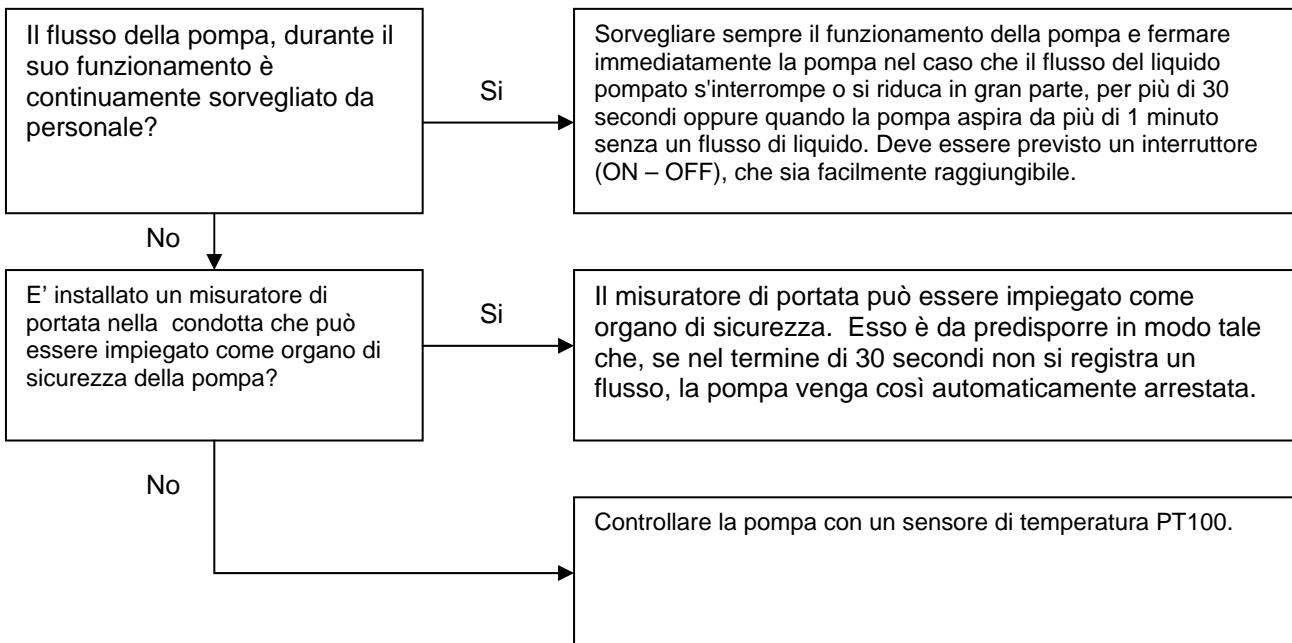 Il flusso della pompa, durante il
suo funzionamento è
continuamente sorvegliato da
personale?
Si
Sorvegliare sempre il funzionamento della pompa e fermare
immediatamente la pompa nel caso che il flusso del liquido
pompato s'interrompe o si riduca in gran parte, per più di 30
secondi oppure quando la pompa aspira da più di 1 minuto
senza un flusso di liquido. Deve essere previsto un interruttore
(ON – OFF), che sia facilmente raggiungibile.
No
E' installato un misuratore di
portata nella condotta che può
essere impiegato come organo di
sicurezza della pompa?
Si
Il misuratore di portata può essere impiegato come
organo di sicurezza. Esso è da predisporre in modo tale
che, se nel termine di 30 secondi non si registra un
flusso, la pompa venga così automaticamente arrestata.
No
Controllare la pompa con un sensore di temperatura PT100.